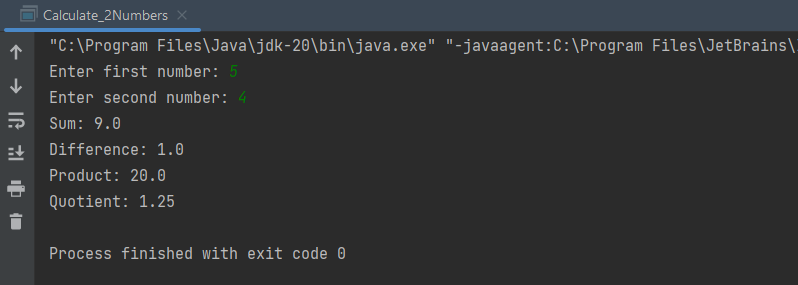 Calculate_2Numbers
"C:\Program Files\Java\jdk-20\bin\java.exe" "-javaagent:C:\Program Files\JetBrains\
Enter first number: 5
Enter second number: 4
Sum: 9.0
Difference: 1.0
Product: 20.0
Quotient: 1.25
Process finished with exit code 0